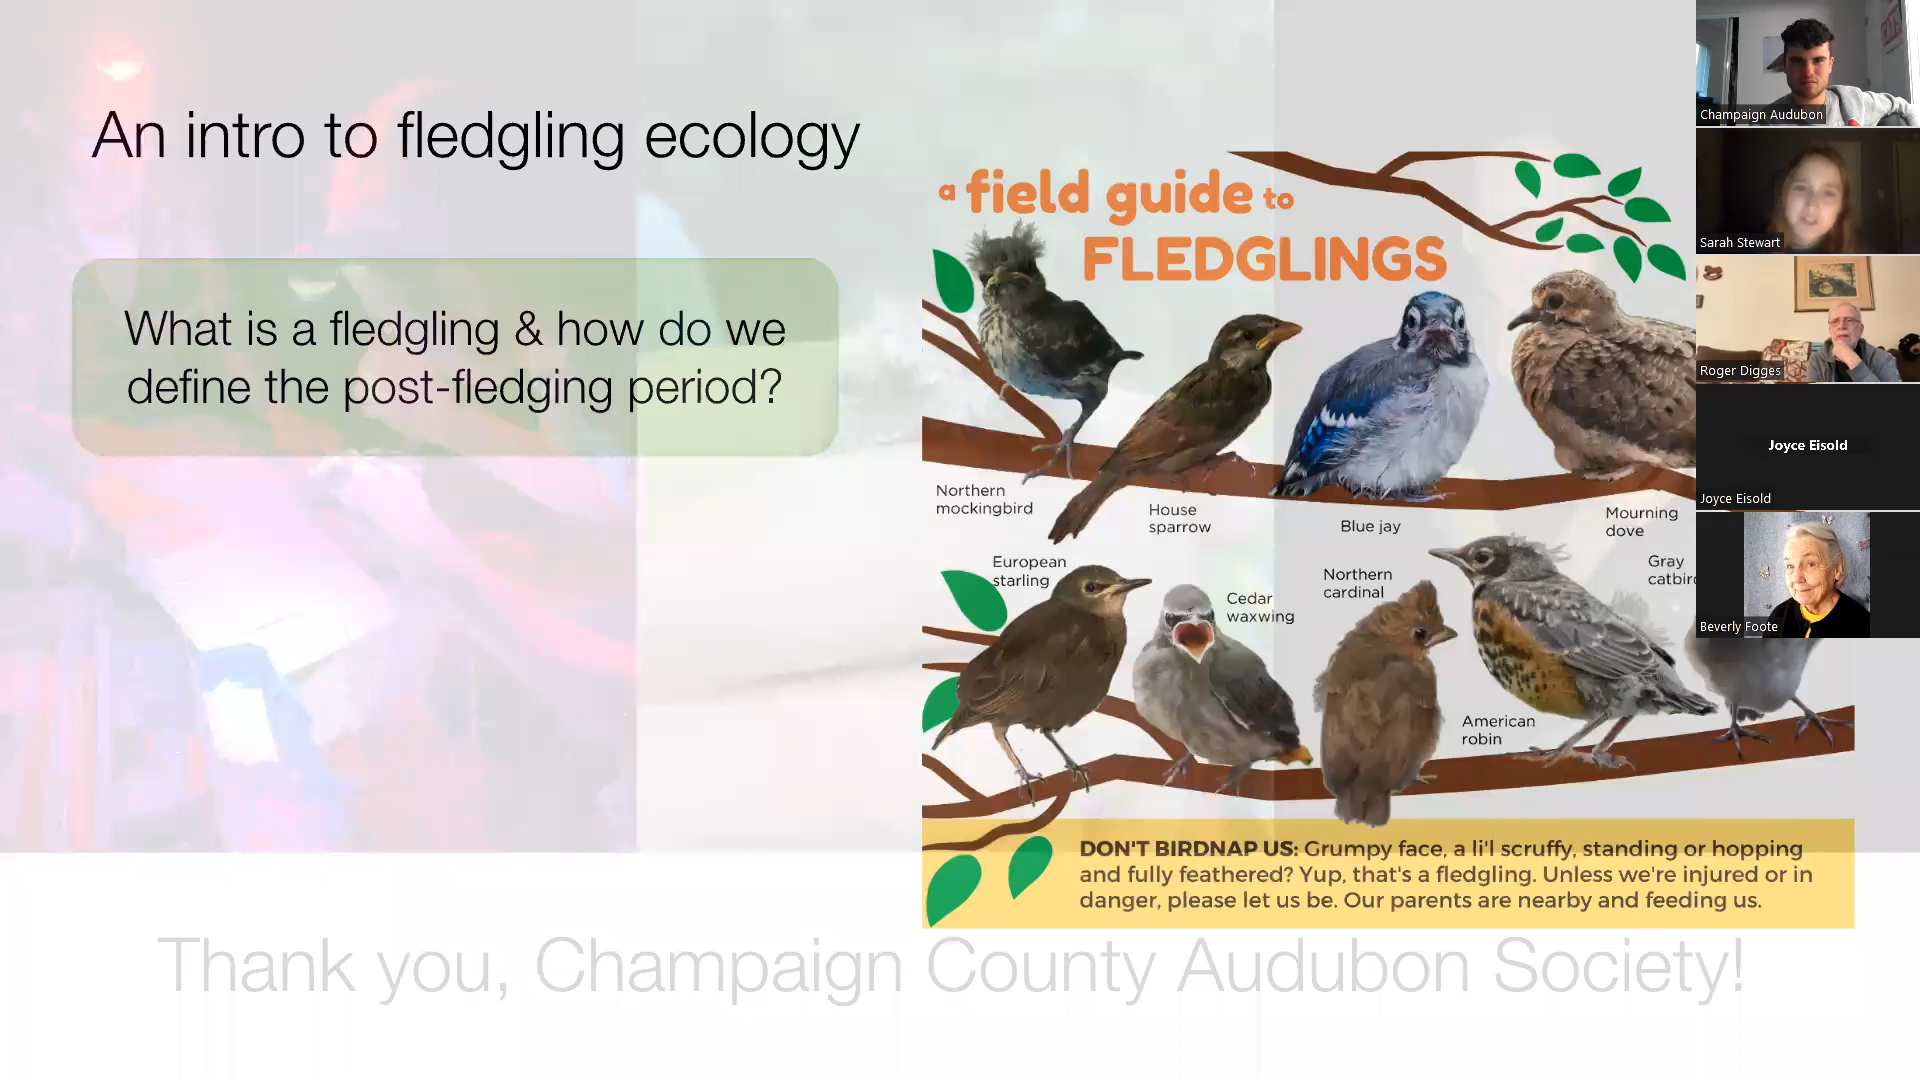 An intro to fledgling ecology
What is a fledgling & how do we
define the post-fledging period?
a field guide to
FLEDGLINGS
Northern
mockingbird
House
sparrow
Blue jay
Mourning
dove
European
starling
Cedar
waxwing
Northern
cardinal
Gray
catbir
American
robin
DON'T BIRDNAP US: Grumpy face, a li'l scruffy, standing or hopping
and fully feathered? Yup, that's a fledgling. Unless we're injured or in
danger, please let us be. Our parents are nearby and feeding us.
Thank you, Champaign County Audubon Society!
Champaign Audubon
Sarah Stewart
Roger Digges
Joyce Eisold
Joyce Eisold
Beverly Foote